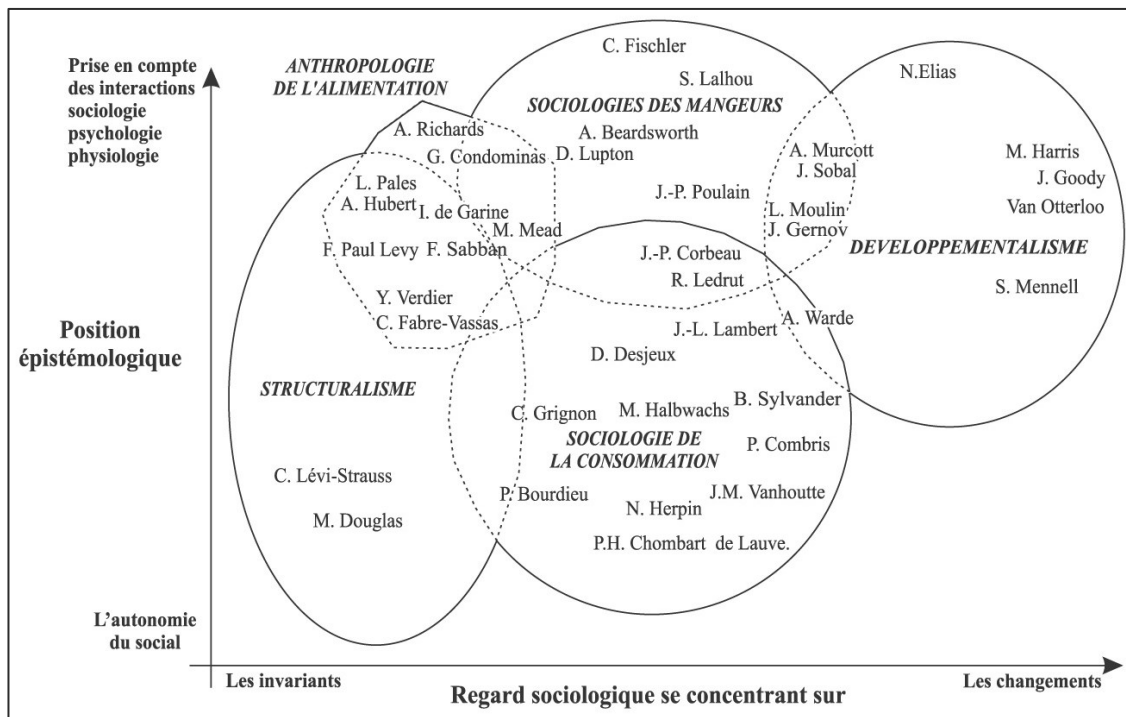 Prise en compte
des interactions
sociologie
psychologie
physiologie
ANTHROPOLOGIE
DE L'ALIMENTATION
C. Fischler
S. Lalhou
SOCIOLOGIES DES MANGEURS
N.Elias
A. Richards
A. Beardsworth
G. Condominas
D. Lupton
A. Murcott
J. Sobal
M. Harris
J. Goody
L. Pales
A. Hubert
I. de Garine
J.-P. Poulain
L. Moulin
J. Gernov
Van Otterloo
M. Mead
F. Paul Levy
F. Sabban
J.-P. Corbeau
R. Ledrut
DEVELOPPEMENTALISME
S. Mennell
Y. Verdier
C. Fabre-Vassas
J.-L. Lambert
A. Warde
Position
épistémologique
D. Desjeux
STRUCTURALISME
C. Grignon
M. Halbwachs
B. Sylvander
SOCIOLOGIE DE
LA CONSOMMATION
P. Combris
C. Lévi-Strauss
P. Bourdieu
J.M. Vanhoutte
M. Douglas
N. Herpin
P.H. Chombart de Lauve.
L'autonomie
du social
Les invariants
Regard sociologique se concentrant sur
Les changements